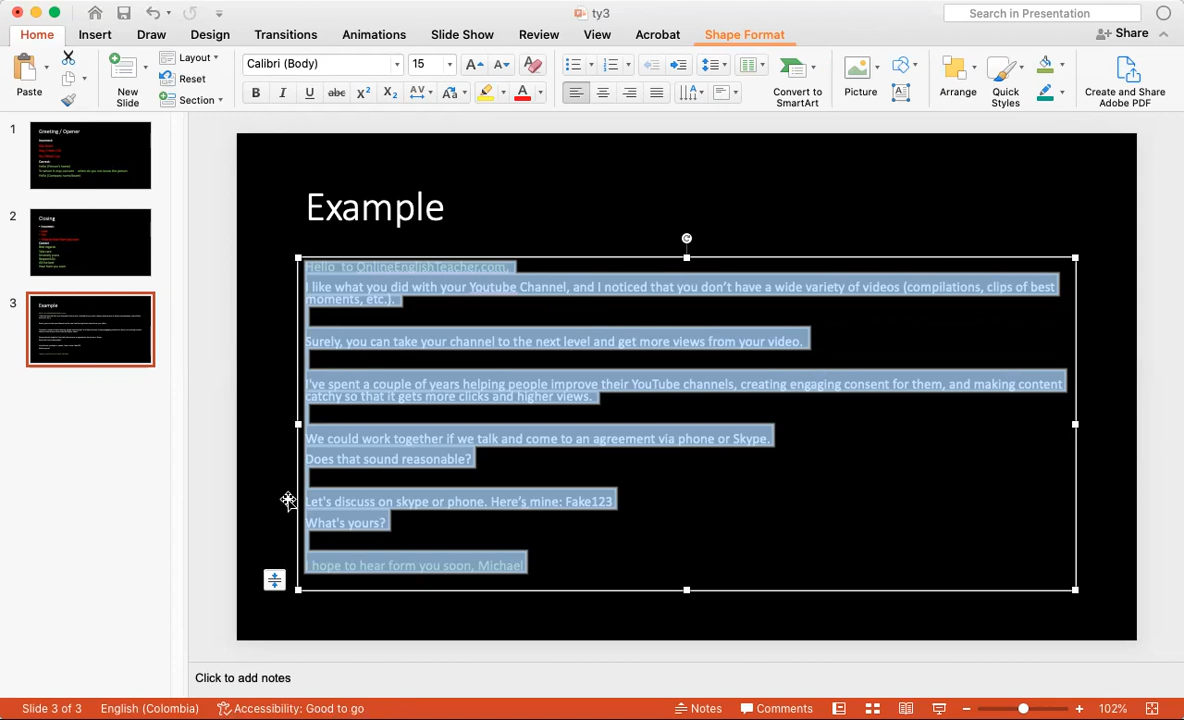 ty3
Search in Presentation
Home Insert Draw Design Transitions Animations Slide Show Review View Acrobat Shape Format
Share
Paste
New Slide
Layout
Reset
Section
Calibri (Body) 15
Convert to SmartArt
Picture
Arrange
Quick Styles
Create and Share Adobe PDF
1
Greeting / Opener
2
Closing
3
Example
Example
Hello to OnlineEnglishTeacher.com,
I like what you did with your Youtube Channel, and I noticed that you don't have a wide variety of videos (compilations, clips of best
moments, etc.).
Surely, you can take your channel to the next level and get more views from your video.
I've spent a couple of years helping people improve their YouTube channels, creating engaging consent for them, and making content
catchy so that it gets more clicks and higher views.
We could work together if we talk and come to an agreement via phone or Skype.
Does that sound reasonable?
Let's discuss on skype or phone. Here's mine: Fake123
What's yours?
I hope to hear form you soon, Michael
Click to add notes
Slide 3 of 3 English (Colombia) Accessibility: Good to go Notes Comments 102%